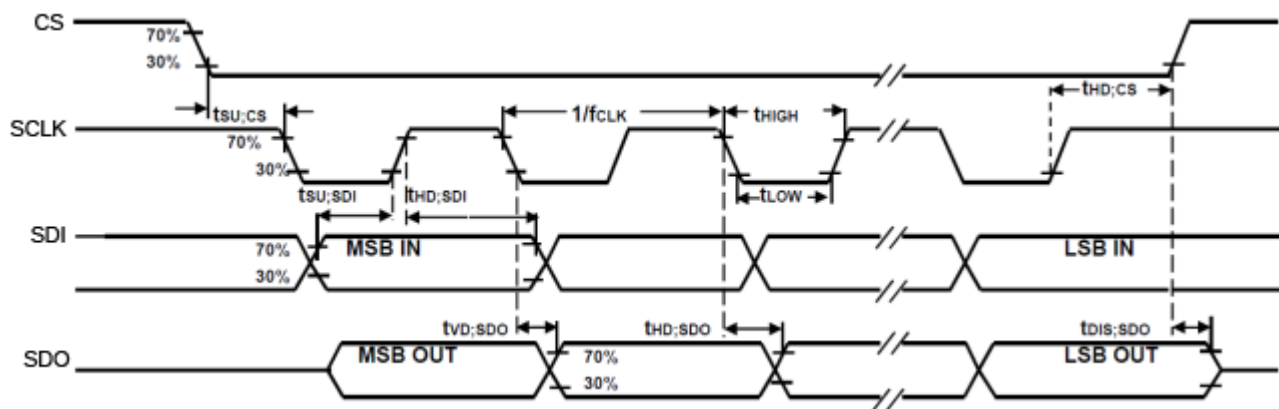 CS
70%
30%
tSU;CS
1/fCLK
tHIGH
tHD;CS
SCLK
70%
30%
tSU;SDI
tHD;SDI
tLOW
SDI
70%
30%
MSB IN
LSB IN
tVD;SDO
tHD;SDO
tDIS;SDO
SDO
MSB OUT
70%
30%
LSB OUT